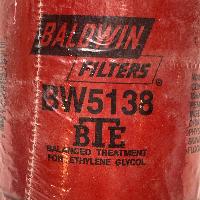 BALDWIN
FILTERS®
BW5138
BTE
BALANCED TREATMENT
FOR ETHYLENE GLYCOL